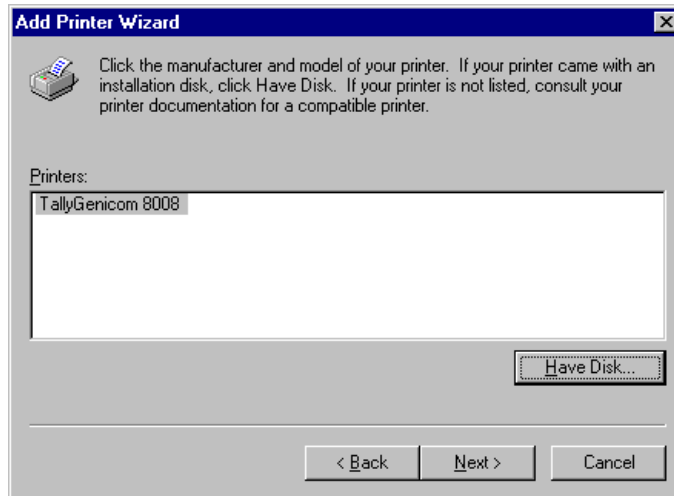 Add Printer Wizard
Click the manufacturer and model of your printer.  If your printer came with an
installation disk, click Have Disk.  If your printer is not listed, consult your
printer documentation for a compatible printer.
Printers:
TallyGenicom 8008
Have Disk...
< Back
Next >
Cancel